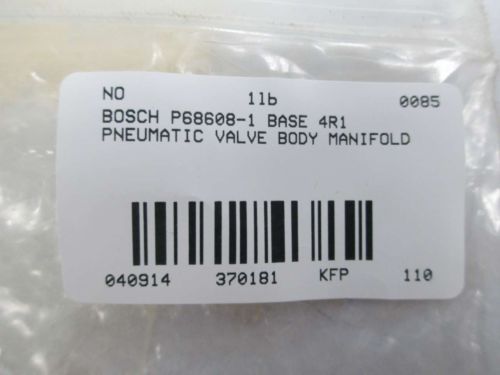 NO 1lb 0085
BOSCH P68608-1 BASE 4R1
PNEUMATIC VALVE BODY MANIFOLD
040914 370181 KFP 110